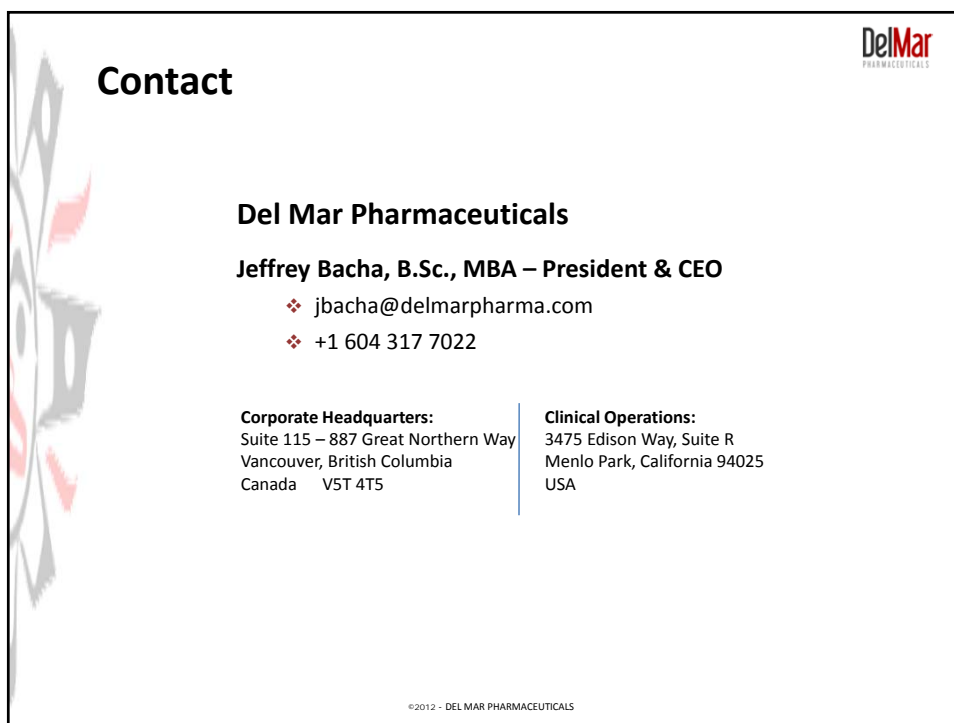 DelMar
PHARMACEUTICALS
Contact
Del Mar Pharmaceuticals
Jeffrey Bacha, B.Sc., MBA – President & CEO
❖ jbacha@delmarpharma.com
❖ +1 604 317 7022
Corporate Headquarters:
Suite 115 – 887 Great Northern Way
Vancouver, British Columbia
Canada V5T 4T5
Clinical Operations:
3475 Edison Way, Suite R
Menlo Park, California 94025
USA
©2012 - DEL MAR PHARMACEUTICALS